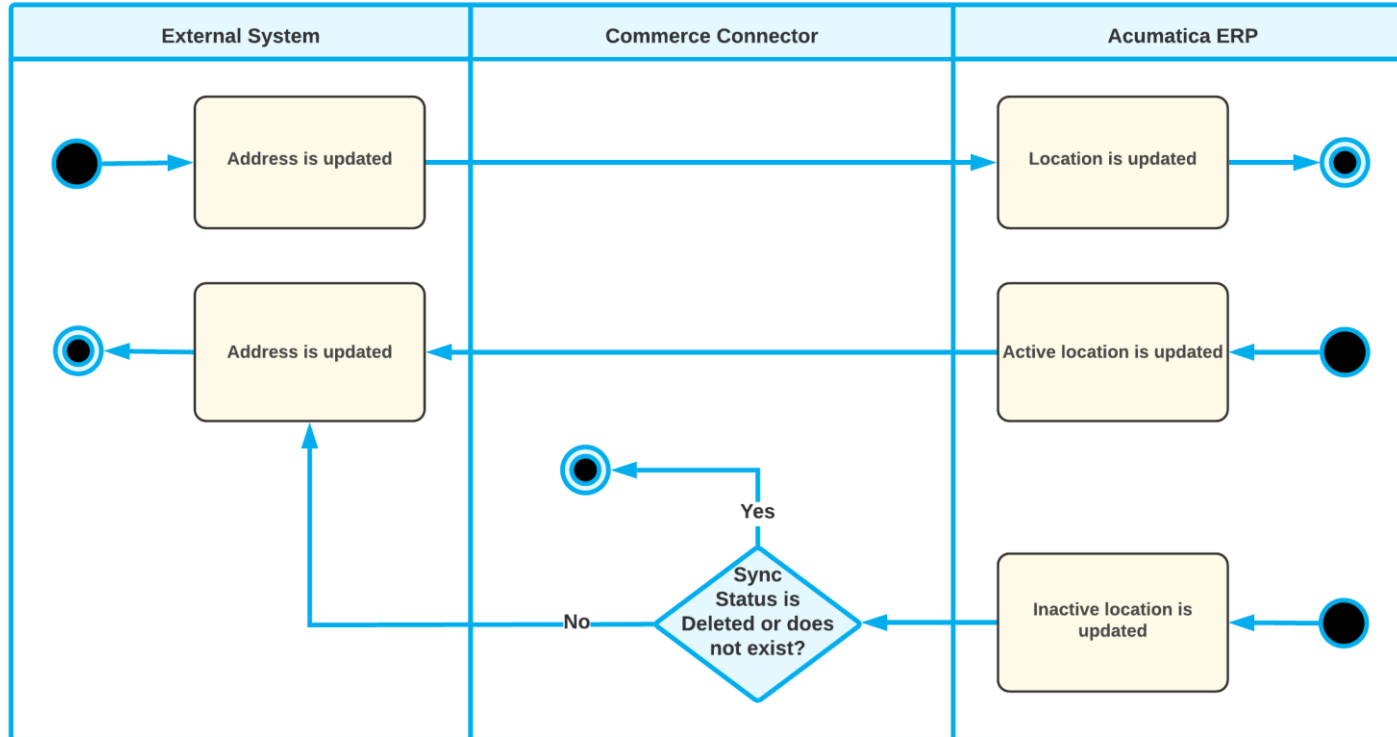 External System
Commerce Connector
Acumatica ERP
Address is updated
Location is updated
Address is updated
Active location is updated
Yes
Sync
Status is
Deleted or does
not exist?
No
Inactive location is
updated